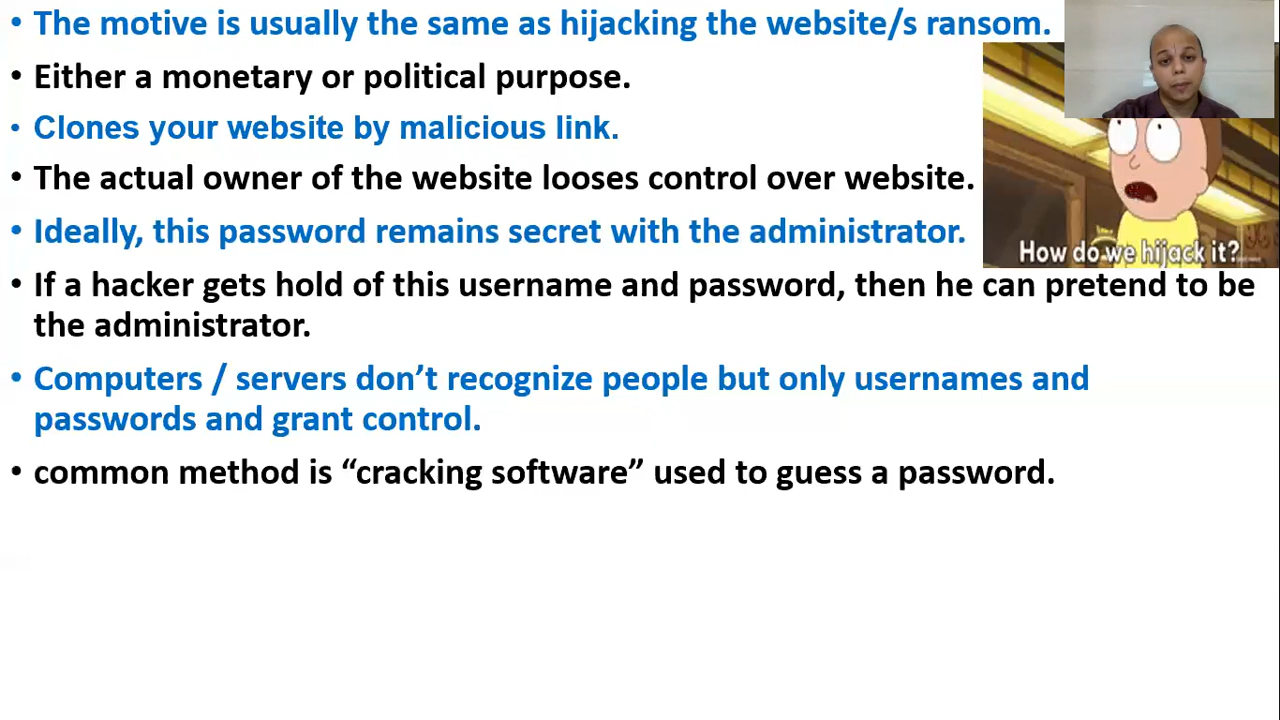 • The motive is usually the same as hijacking the website/s ransom.
• Either a monetary or political purpose.
• Clones your website by malicious link.
• The actual owner of the website looses control over website.
• Ideally, this password remains secret with the administrator.
How do we hijack it?
• If a hacker gets hold of this username and password, then he can pretend to be
the administrator.
• Computers / servers don’t recognize people but only usernames and
passwords and grant control.
• common method is “cracking software” used to guess a password.